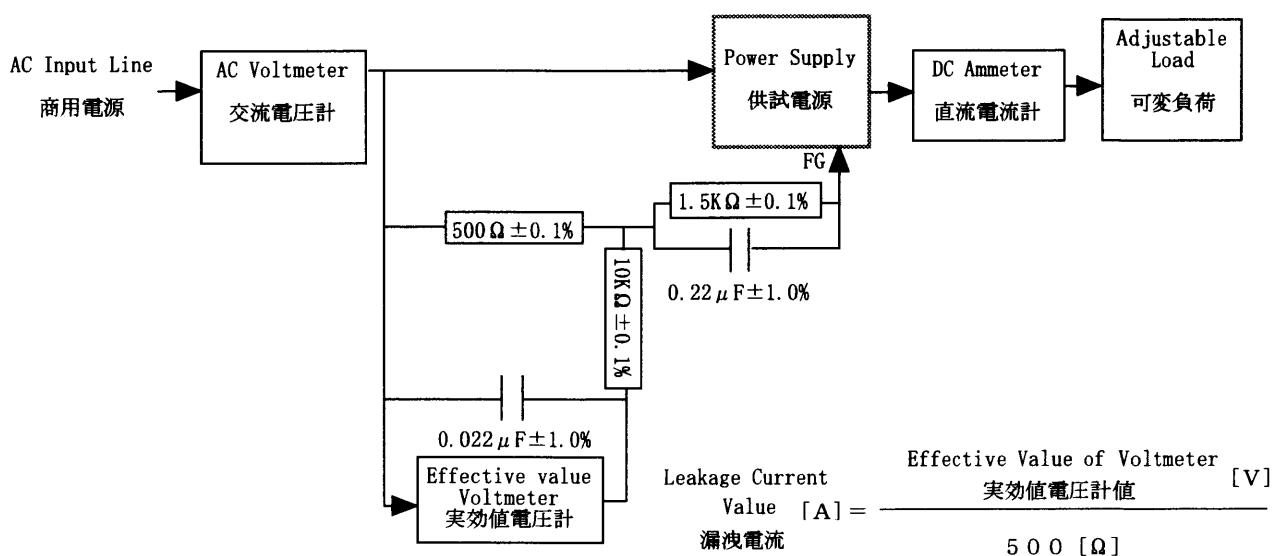 AC Input Line
商用電源
AC Voltmeter
交流電圧計
Power Supply
供試電源
DC Ammeter
直流電流計
Adjustable
Load
可変負荷
FG
1.5KΩ±0.1%
500Ω±0.1%
10KΩ±0.1%
0.22μF±1.0%
0.022μF±1.0%
Effective value
Voltmeter
実効値電圧計
Leakage Current
Value [A]＝
漏洩電流
Effective Value of Voltmeter
実効値電圧計値 [V]
５００ [Ω]